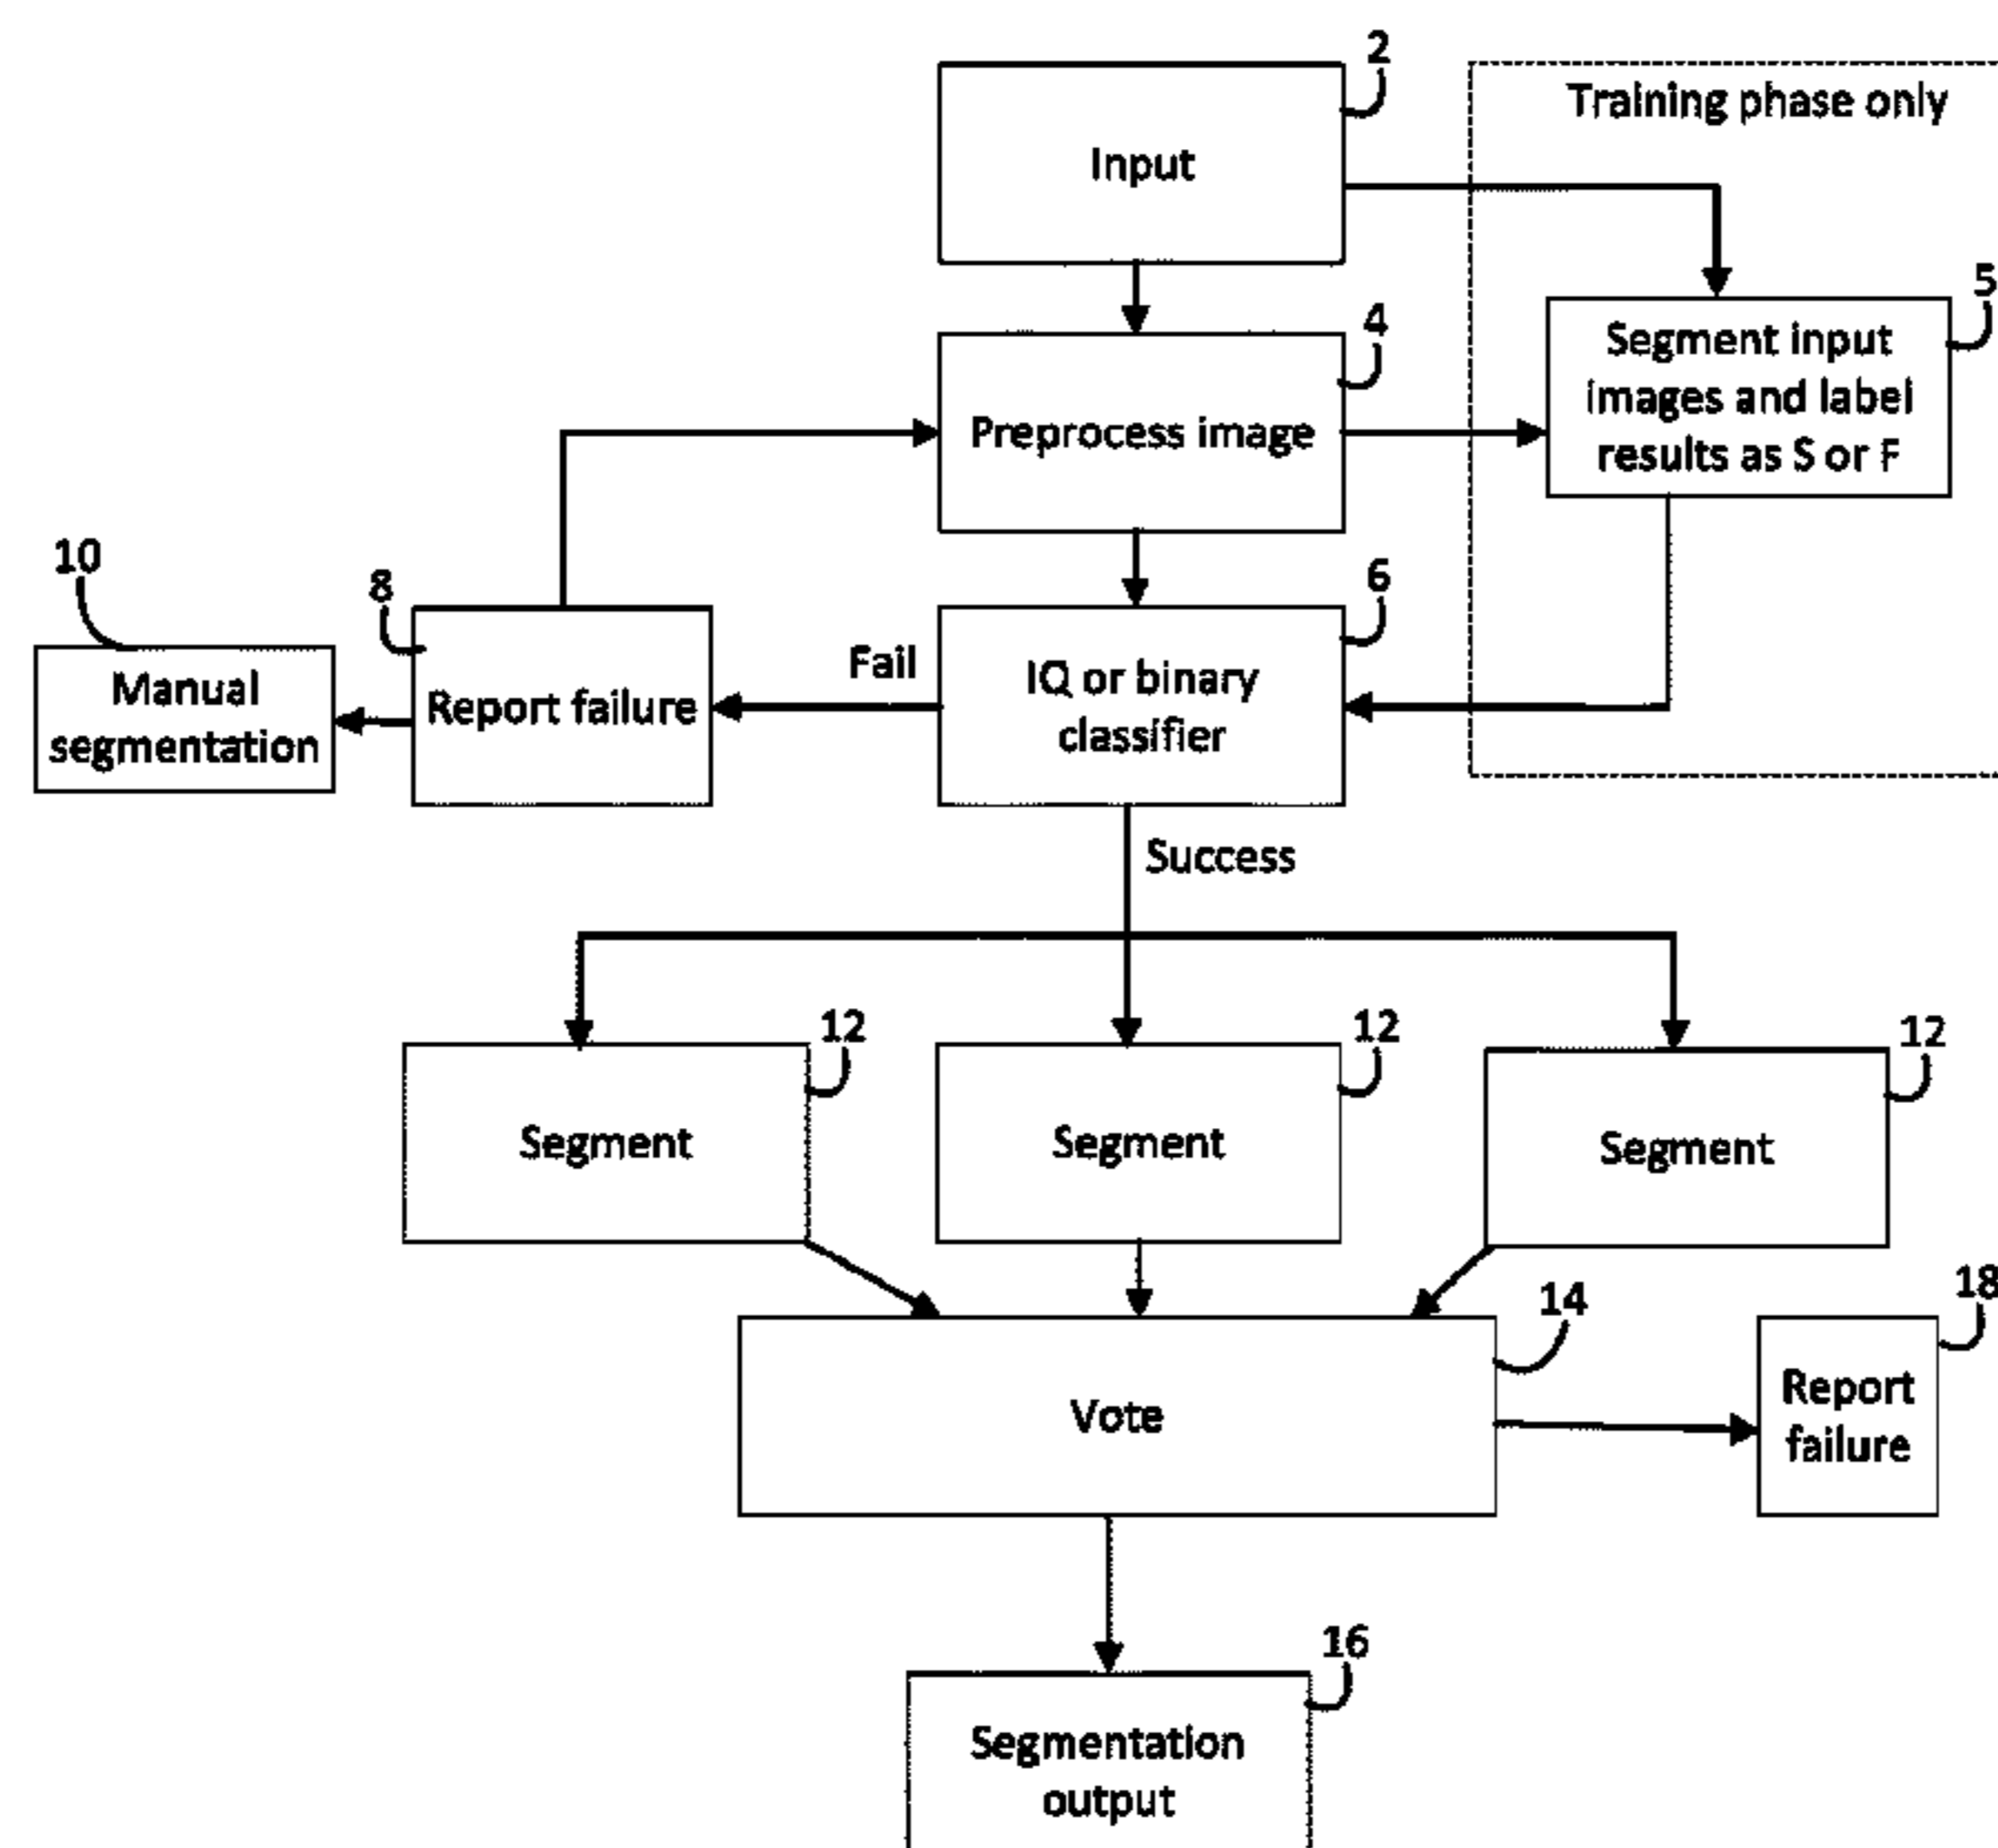 2
Training phase only
Input
5
4
Segment input
images and label
results as S or F
Preprocess image
10
8
6
Manual
segmentation
Report failure
Fail
IQ or binary
classifier
Success
12
12
12
Segment
Segment
Segment
14
18
Vote
Report
failure
16
Segmentation
output